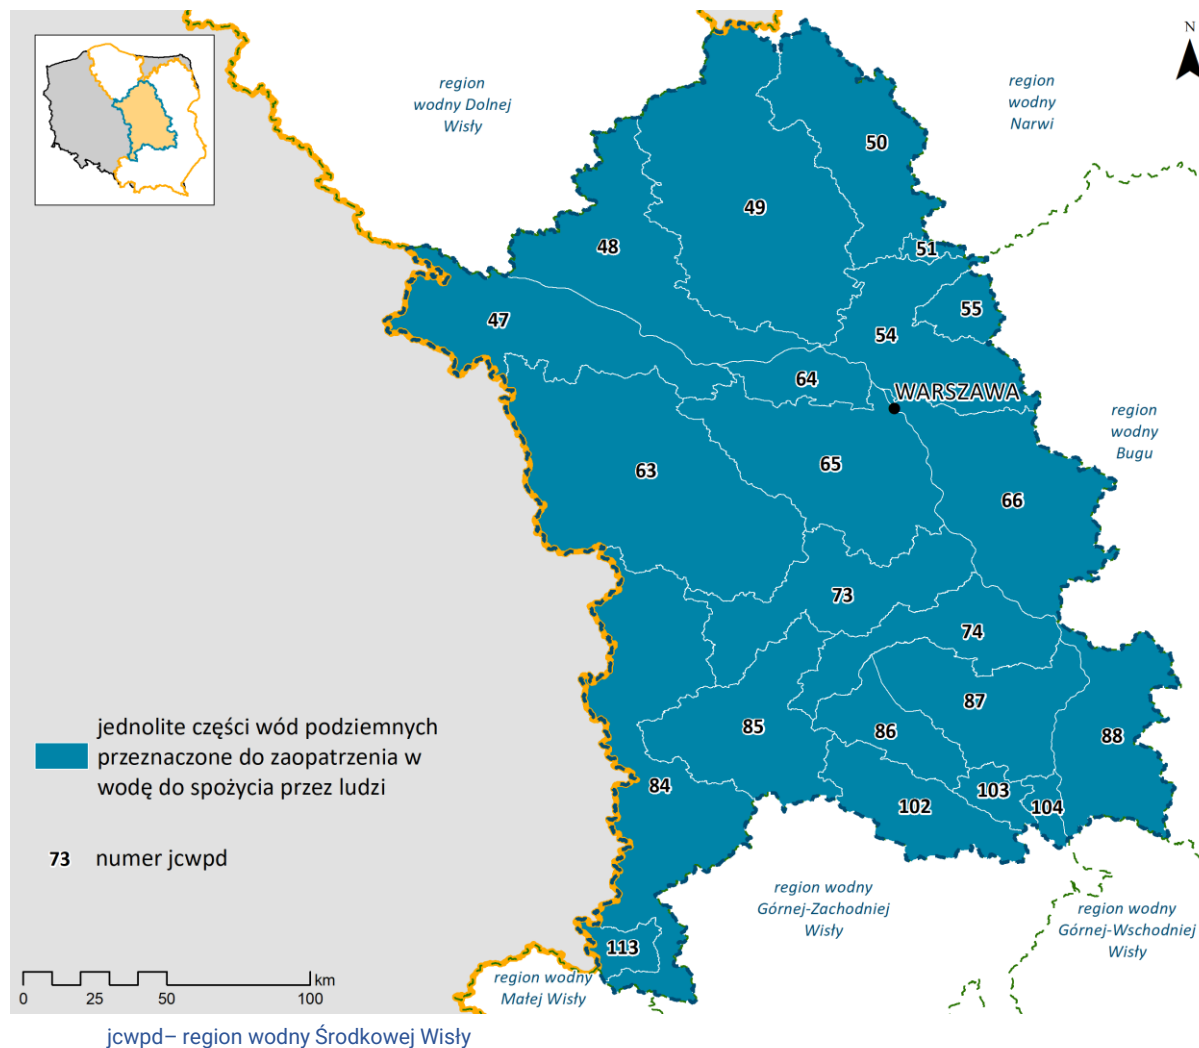 N
region
wodny Dolnej
Wisły
region
wodny
Narwi
50
49
48
51
55
47
54
64
WARSZAWA
region
wodny
Bugu
65
63
66
73
74
87
85
86
88
84
103
102
104
113
jednolite części wód podziemnych
przeznaczone do zaopatrzenia w
wodę do spożycia przez ludzi
73 numer jcwpd
region wodny
Górnej-Zachodniej
Wisły
region wodny
Górnej-Wschodniej
Wisły
region wodny
Małej Wisły
km
0 25 50 100
jcwpd– region wodny Środkowej Wisły